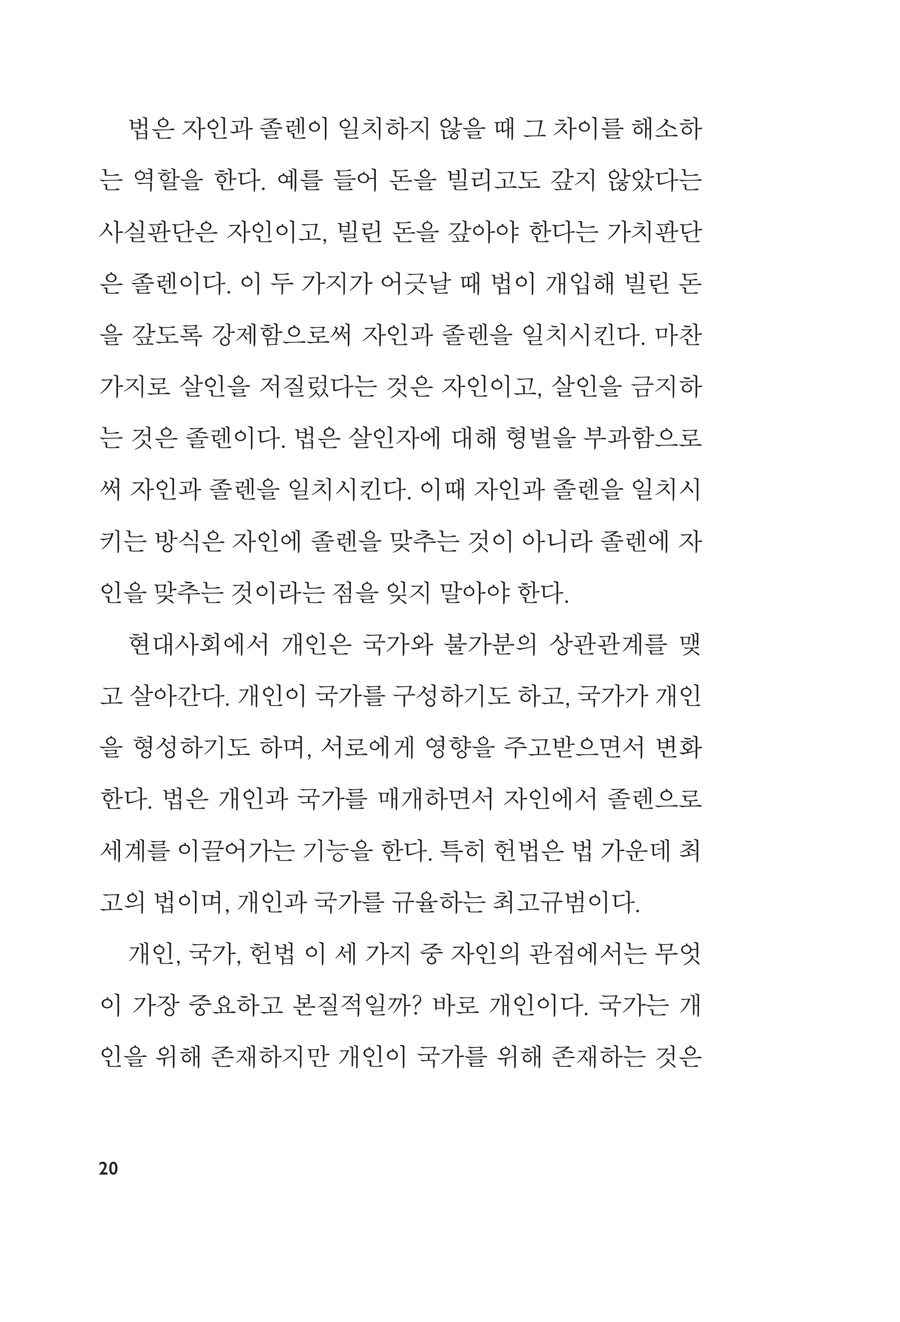 법은 자인과 졸렌이 일치하지 않을 때 그 차이를 해소하
는 역할을 한다. 예를 들어 돈을 빌리고도 갚지 않았다는
사실판단은 자인이고, 빌린 돈을 갚아야 한다는 가치판단
은 졸렌이다. 이 두 가지가 어긋날 때 법이 개입해 빌린 돈
을 갚도록 강제함으로써 자인과 졸렌을 일치시킨다. 마찬
가지로 살인을 저질렀다는 것은 자인이고, 살인을 금지하
는 것은 졸렌이다. 법은 살인자에 대해 형벌을 부과함으로
써 자인과 졸렌을 일치시킨다. 이때 자인과 졸렌을 일치시
키는 방식은 자인에 졸렌을 맞추는 것이 아니라 졸렌에 자
인을 맞추는 것이라는 점을 잊지 말아야 한다.
현대사회에서 개인은 국가와 불가분의 상관관계를 맺
고 살아간다. 개인이 국가를 구성하기도 하고, 국가가 개인
을 형성하기도 하며, 서로에게 영향을 주고받으면서 변화
한다. 법은 개인과 국가를 매개하면서 자인에서 졸렌으로
세계를 이끌어가는 기능을 한다. 특히 헌법은 법 가운데 최
고의 법이며, 개인과 국가를 규율하는 최고규범이다.
개인, 국가, 헌법 이 세 가지 중 자인의 관점에서는 무엇
이 가장 중요하고 본질적일까? 바로 개인이다. 국가는 개
인을 위해 존재하지만 개인이 국가를 위해 존재하는 것은
20